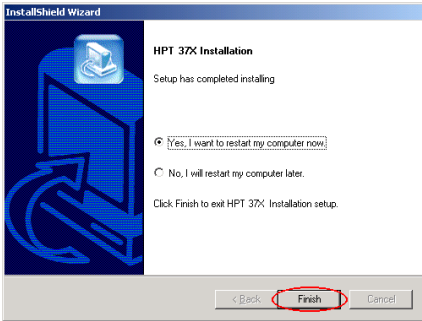 InstallShield Wizard
HPT 37X Installation
Setup has completed installing
Yes, I want to restart my computer now.
No, I will restart my computer later.
Click Finish to exit HPT 37X Installation setup.
< Back
Finish
Cancel